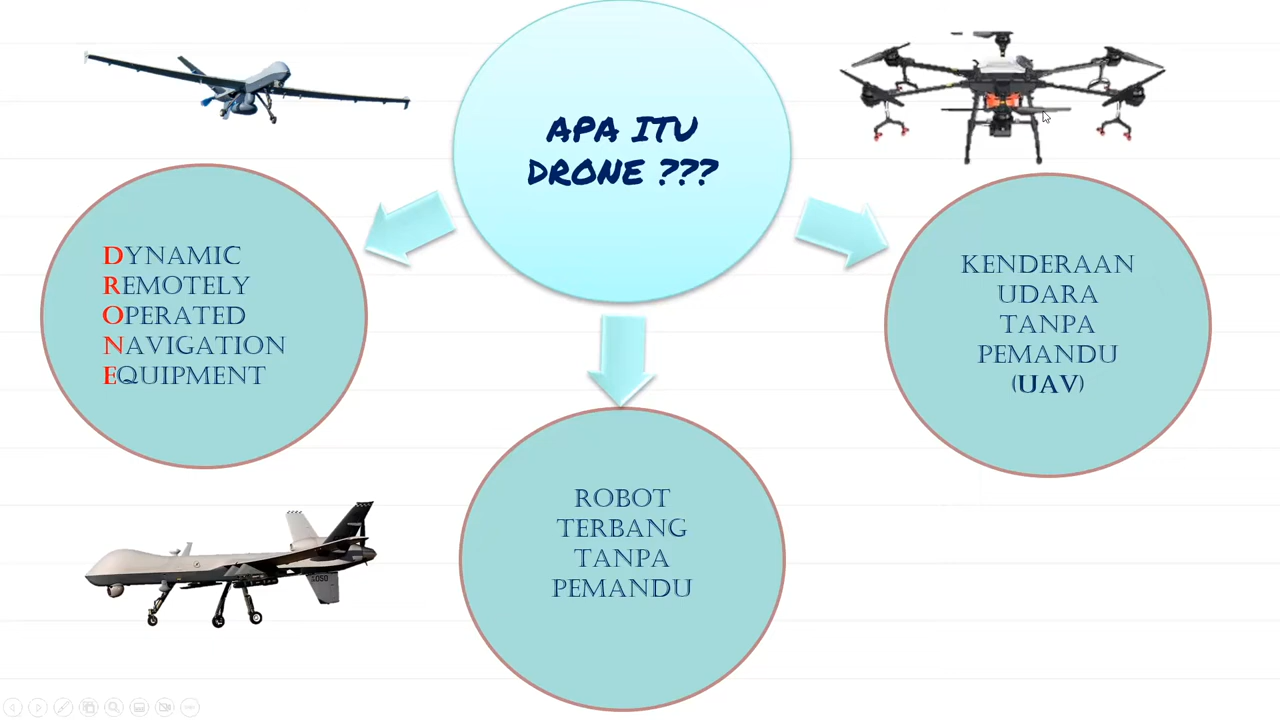 APA ITU
DRONE ???
DYNAMIC
REMOTELY
OPERATED
NAVIGATION
EQUIPMENT
ROBOT
TERBANG
TANPA
PEMANDU
KENDERAAN
UDARA
TANPA
PEMANDU
(UAV)